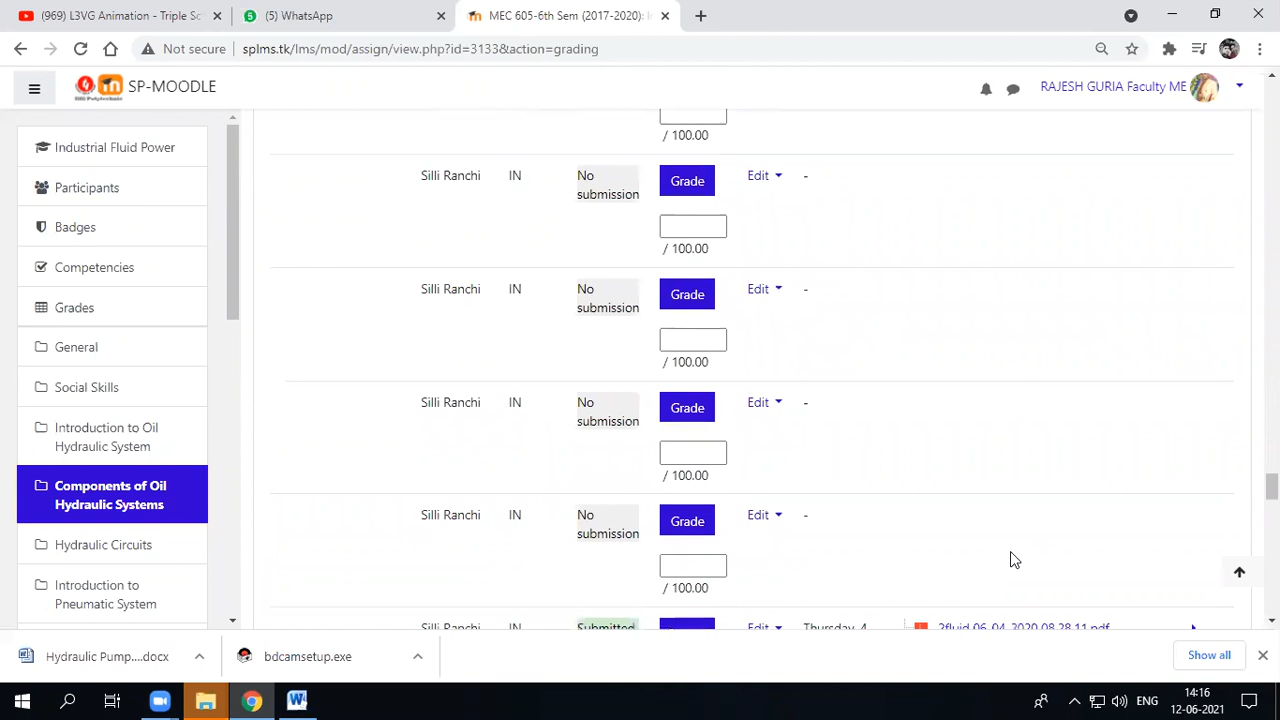 (969) L3VG Animation - Triple Sc
(5) WhatsApp
MEC 605-6th Sem (2017-2020): I
Not secure
splms.tk/lms/mod/assign/view.php?id=3133&action=grading
SP-MOODLE
RAJESH GURIA Faculty ME
Industrial Fluid Power
Participants
Badges
Competencies
Grades
General
Social Skills
Introduction to Oil
Hydraulic System
Components of Oil
Hydraulic Systems
Hydraulic Circuits
Introduction to
Pneumatic System
/ 100.00
Silli Ranchi IN No submission Grade Edit -
/ 100.00
Silli Ranchi IN No submission Grade Edit -
/ 100.00
Silli Ranchi IN No submission Grade Edit -
/ 100.00
Silli Ranchi IN No submission Grade Edit -
/ 100.00
Silli Ranchi IN Submitted Edit Thursday, 4 2fluid 06-04-2020 08.28.11.pdf
Hydraulic Pump....docx
bdcamsetup.exe
Show all
ENG
14:16
12-06-2021